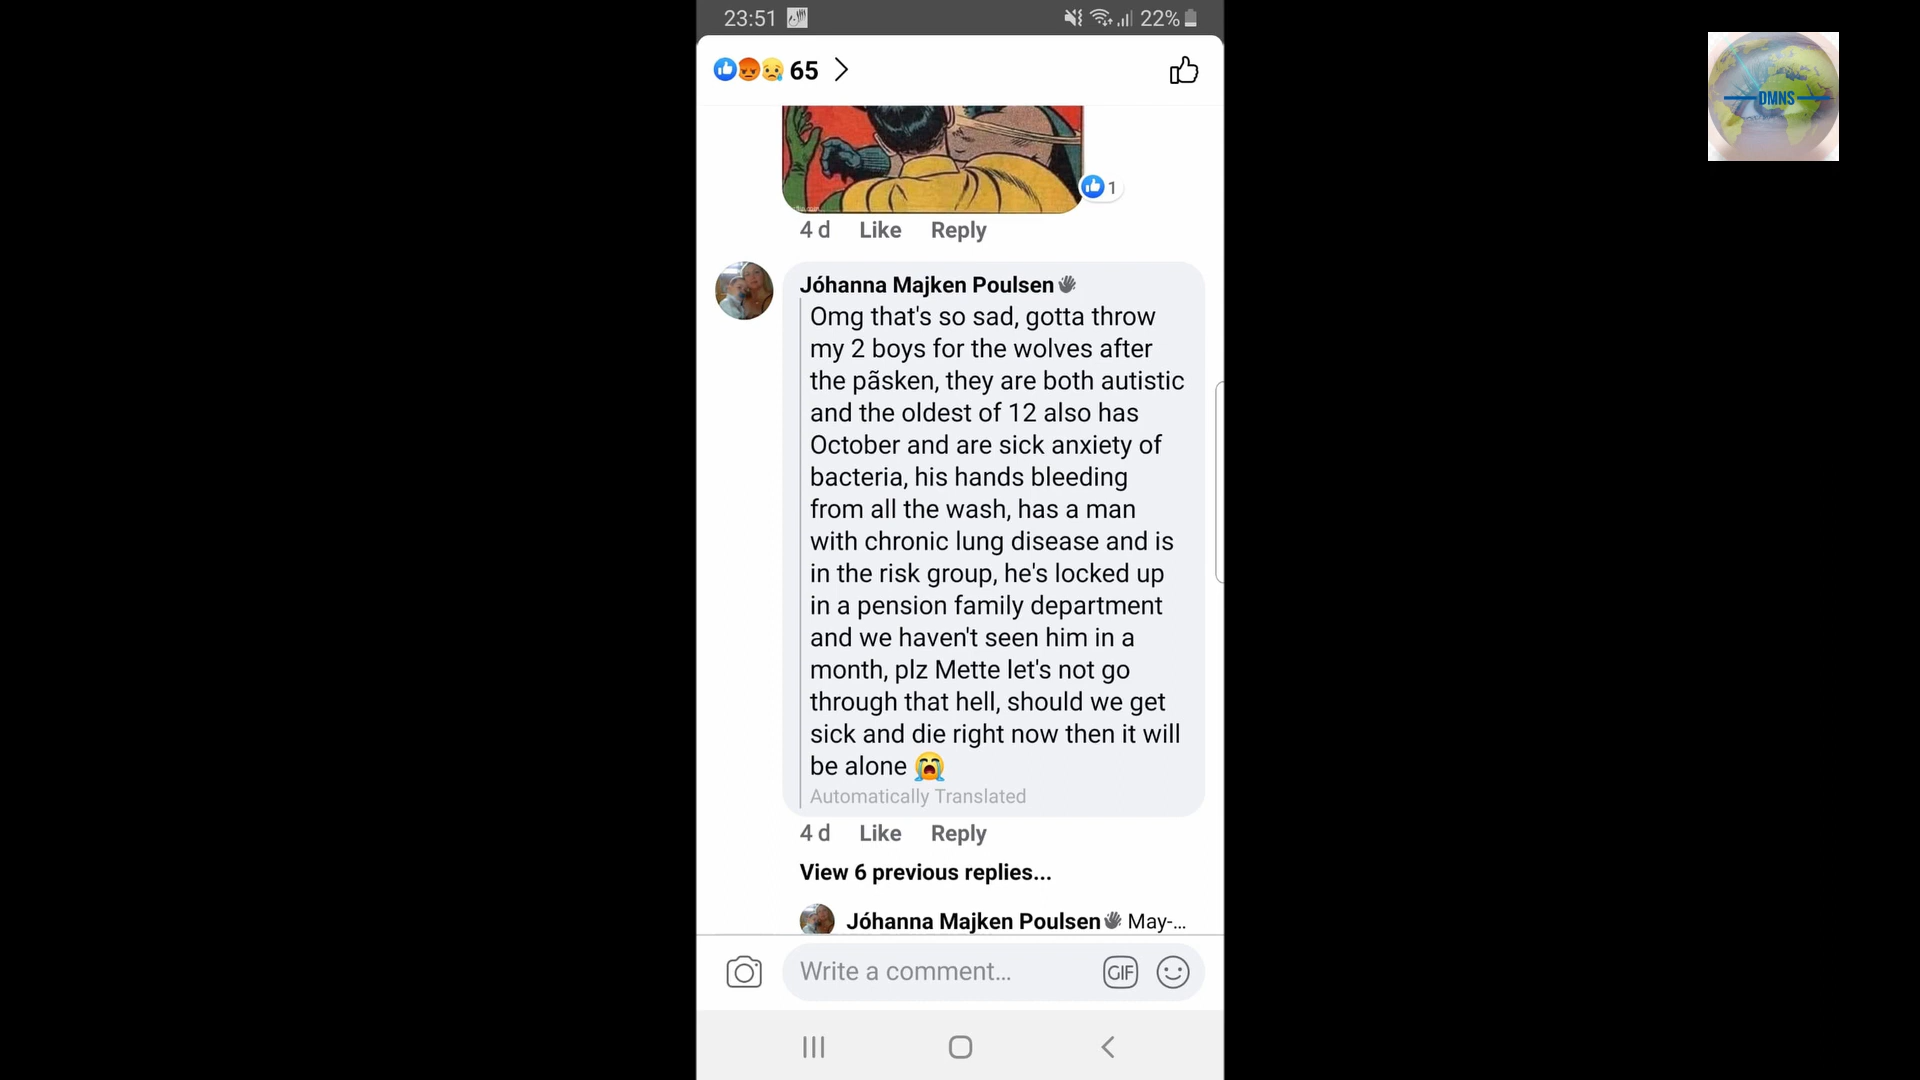 23:51
22%
DMNS
65
1
4 d Like Reply
Jóhanna Majken Poulsen
Omg that's so sad, gotta throw
my 2 boys for the wolves after
the pãsken, they are both autistic
and the oldest of 12 also has
October and are sick anxiety of
bacteria, his hands bleeding
from all the wash, has a man
with chronic lung disease and is
in the risk group, he's locked up
in a pension family department
and we haven't seen him in a
month, plz Mette let's not go
through that hell, should we get
sick and die right now then it will
be alone 😭
Automatically Translated
4 d Like Reply
View 6 previous replies...
Jóhanna Majken Poulsen May-...
Write a comment...
GIF